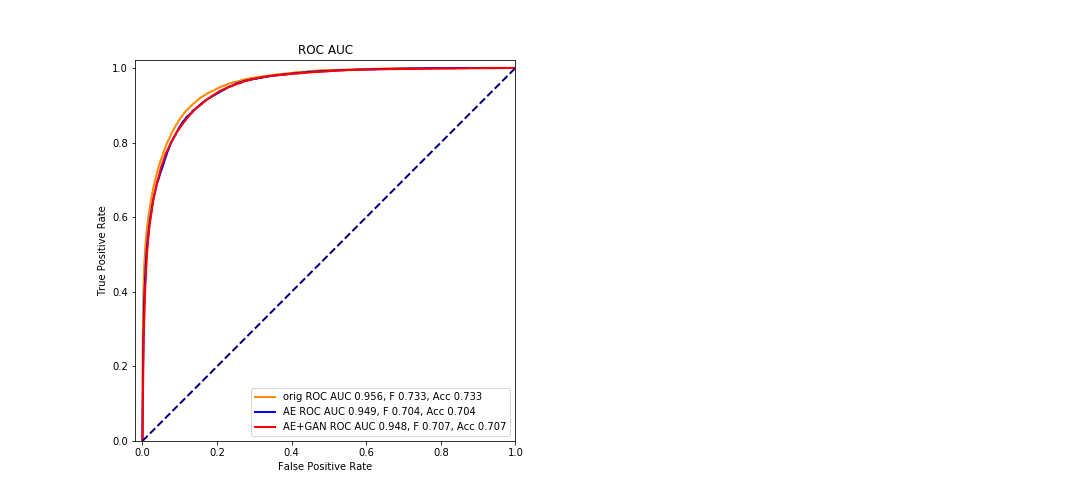 ROC AUC
1.0
0.8
0.6
0.4
0.2
0.0
True Positive Rate
orig ROC AUC 0.956, F 0.733, Acc 0.733
AE ROC AUC 0.949, F 0.704, Acc 0.704
AE+GAN ROC AUC 0.948, F 0.707, Acc 0.707
0.0 0.2 0.4 0.6 0.8 1.0
False Positive Rate